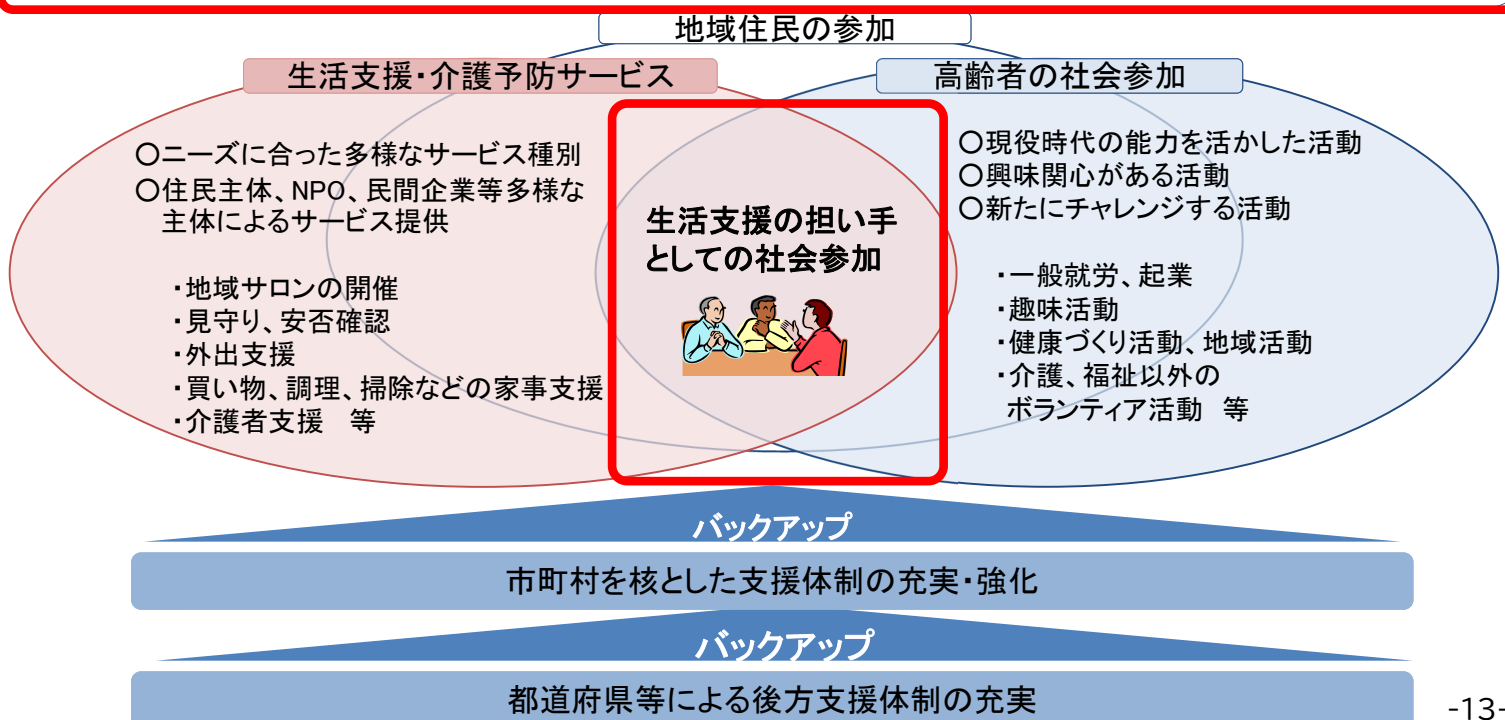 地域住民の参加
生活支援・介護予防サービス
〇ニーズに合った多様なサービス種別
〇住民主体、NPO、民間企業等多様な
主体によるサービス提供
・地域サロンの開催
・見守り、安否確認
・外出支援
・買い物、調理、掃除などの家事支援
・介護者支援　等
生活支援の担い手
としての社会参加
高齢者の社会参加
〇現役時代の能力を活かした活動
〇興味関心がある活動
〇新たにチャレンジする活動
・一般就労、起業
・趣味活動
・健康づくり活動、地域活動
・介護、福祉以外の
ボランティア活動　等
バックアップ
市町村を核とした支援体制の充実・強化
バックアップ
都道府県等による後方支援体制の充実
-13-